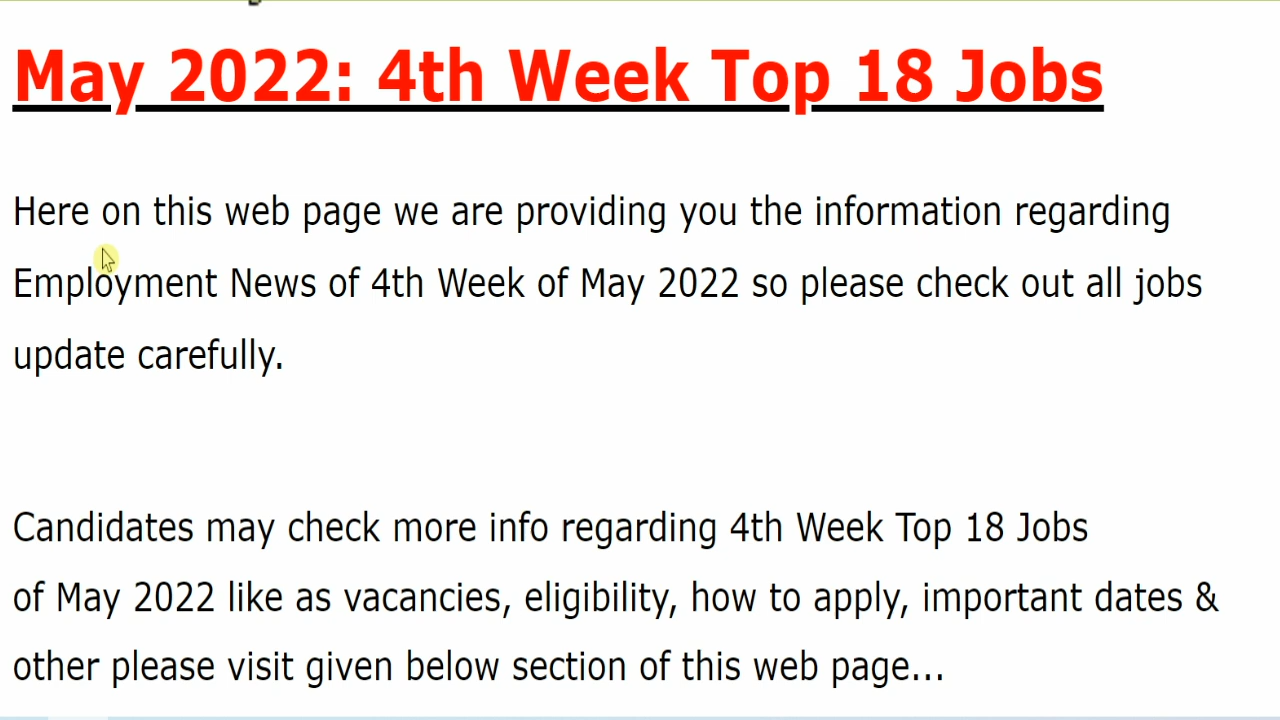 May 2022: 4th Week Top 18 Jobs
Here on this web page we are providing you the information regarding
Employment News of 4th Week of May 2022 so please check out all jobs
update carefully.
Candidates may check more info regarding 4th Week Top 18 Jobs
of May 2022 like as vacancies, eligibility, how to apply, important dates &
other please visit given below section of this web page...